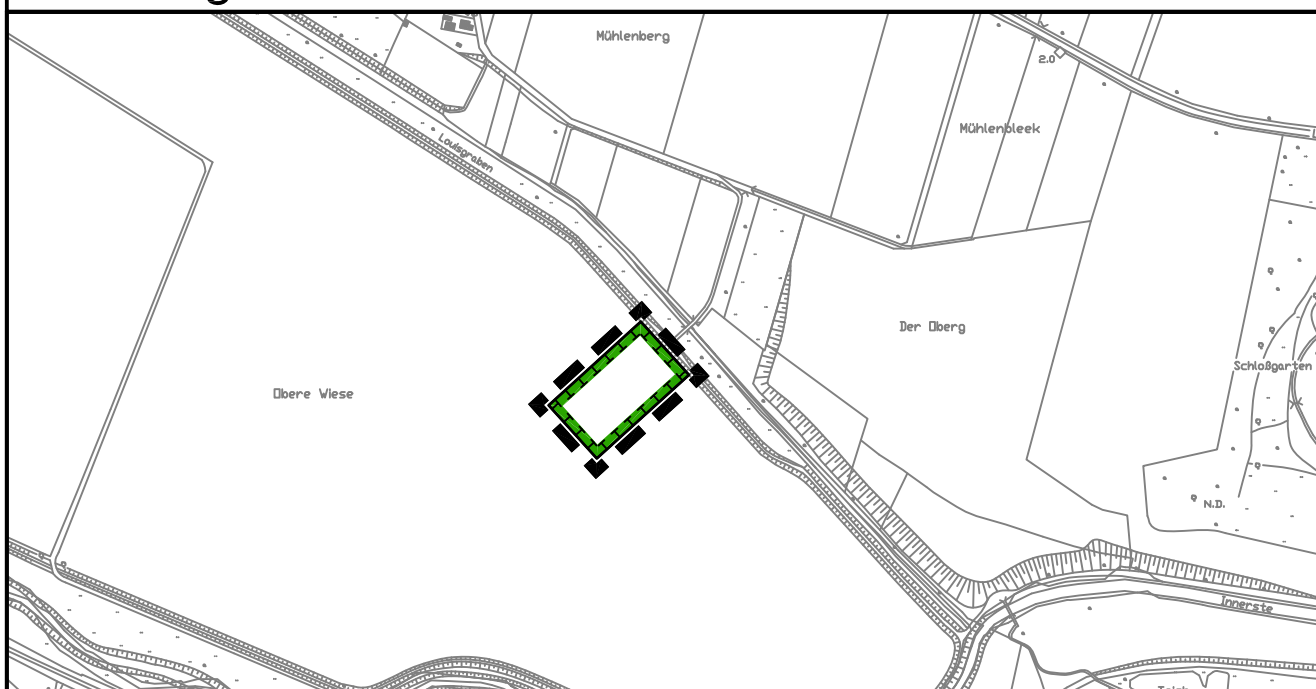 Mühlenberg
2.0
Mühlenbleek
Louisgraben
Der Oberg
Schloßgarten
Obere Wiese
N.D.
Innerste